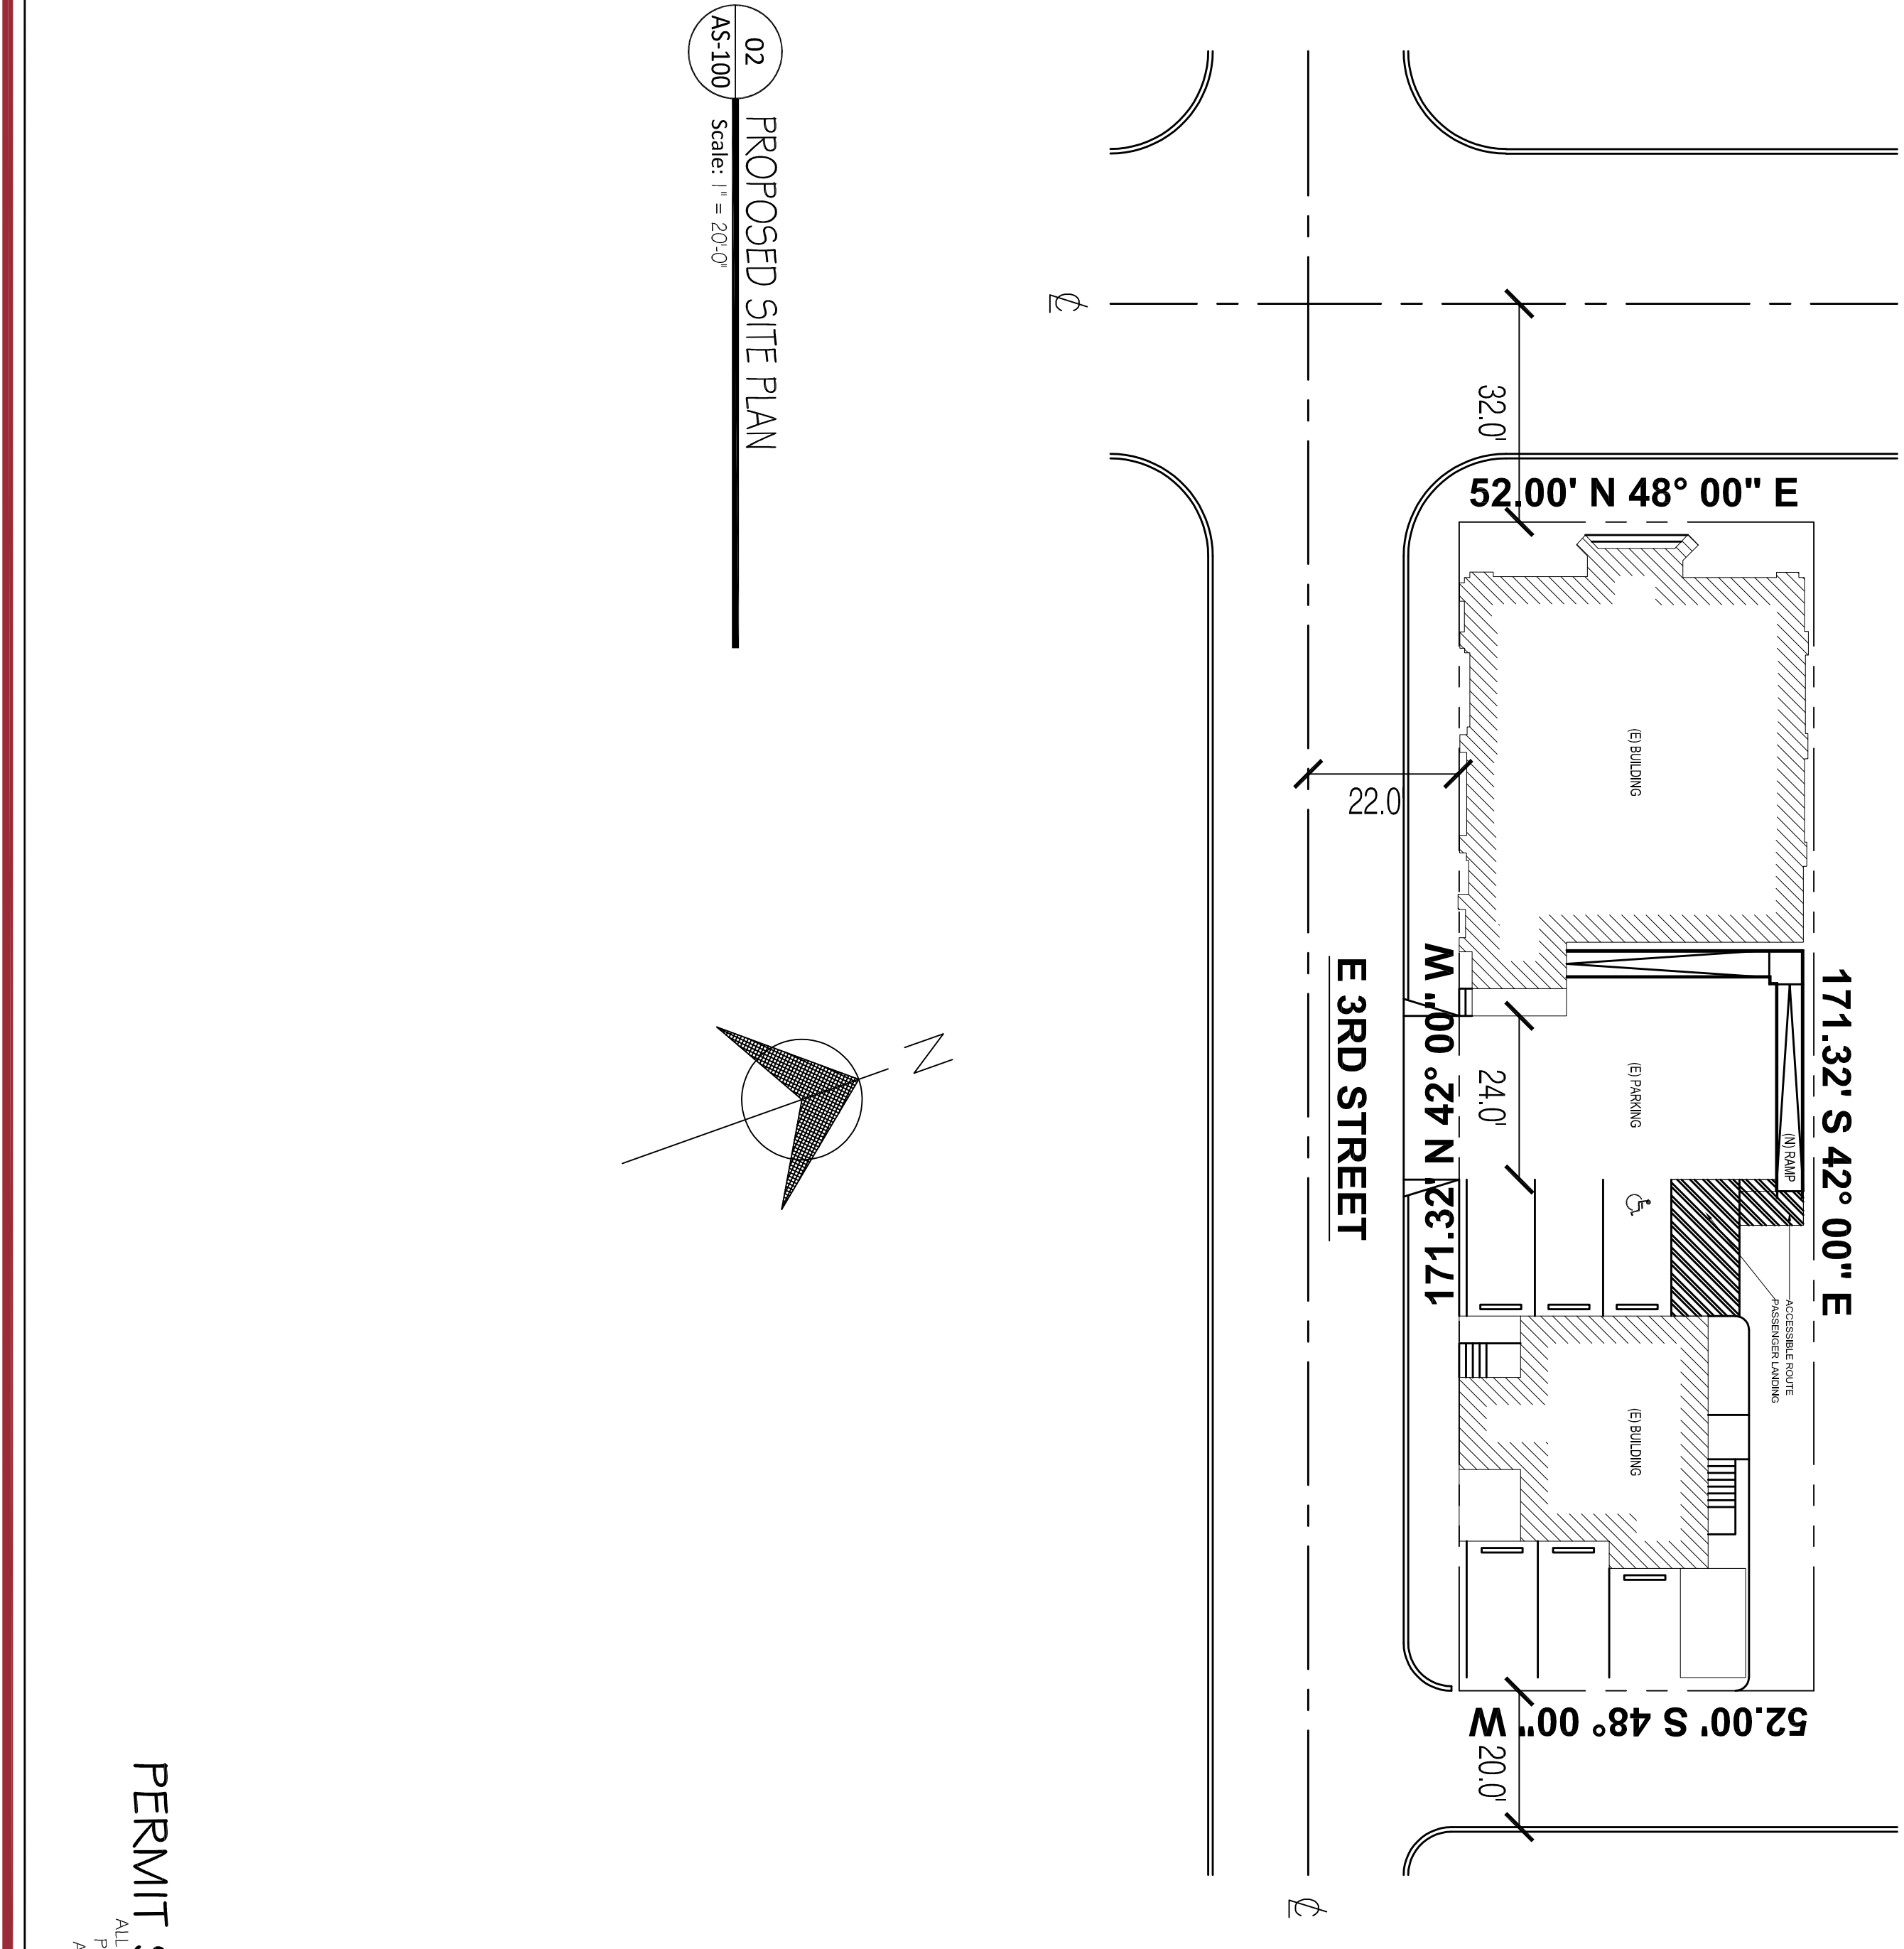 02
AS-100
PROPOSED SITE PLAN
Scale: 1" = 20'-0"
℄
32.0'
52.00' N 48° 00" E
(E) BUILDING
22.0
E 3RD STREET
171.32' N 42° 00" W
171.32' S 42° 00" E
24.0'
(E) PARKING
(N) RAMP
ACCESSIBLE ROUTE
PASSENGER LANDING
(E) BUILDING
52.00' S 48° 00" W
20.0'
℄
N
PERMIT
ALL